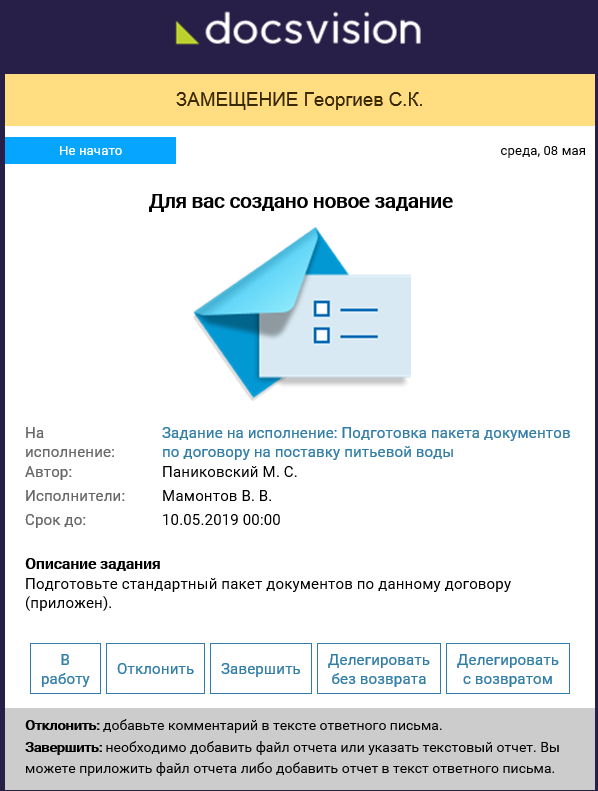 docsvision
ЗАМЕЩЕНИЕ Георгиев С.К.
Не начато
среда, 08 мая
Для вас создано новое задание
На исполнение: Задание на исполнение: Подготовка пакета документов
по договору на поставку питьевой воды
Автор: Паниковский М. С.
Исполнители: Мамонтов В. В.
Срок до: 10.05.2019 00:00
Описание задания
Подготовьте стандартный пакет документов по данному договору
(приложен).
В работу
Отклонить
Завершить
Делегировать без возврата
Делегировать с возвратом
Отклонить: добавьте комментарий в тексте ответного письма.
Завершить: необходимо добавить файл отчета или указать текстовый отчет. Вы
можете приложить файл отчета либо добавить отчет в текст ответного письма.